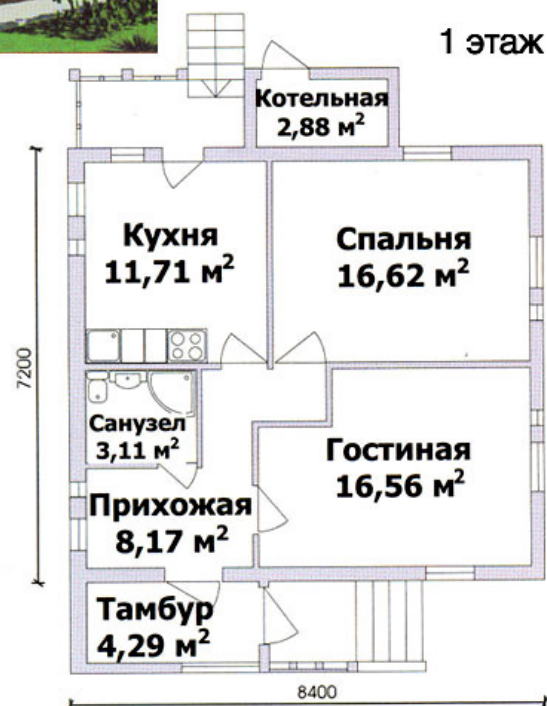 1 этаж
Котельная
2,88 м²
Кухня
11,71 м²
Спальня
16,62 м²
7200
Санузел
3,11 м²
Гостиная
16,56 м²
Прихожая
8,17 м²
Тамбур
4,29 м²
8400